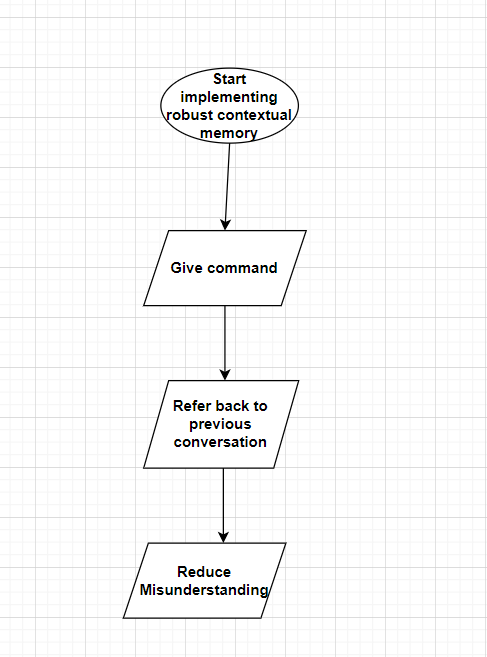 Start
implementing
robust contextual
memory
Give command
Refer back to
previous
conversation
Reduce
Misunderstanding